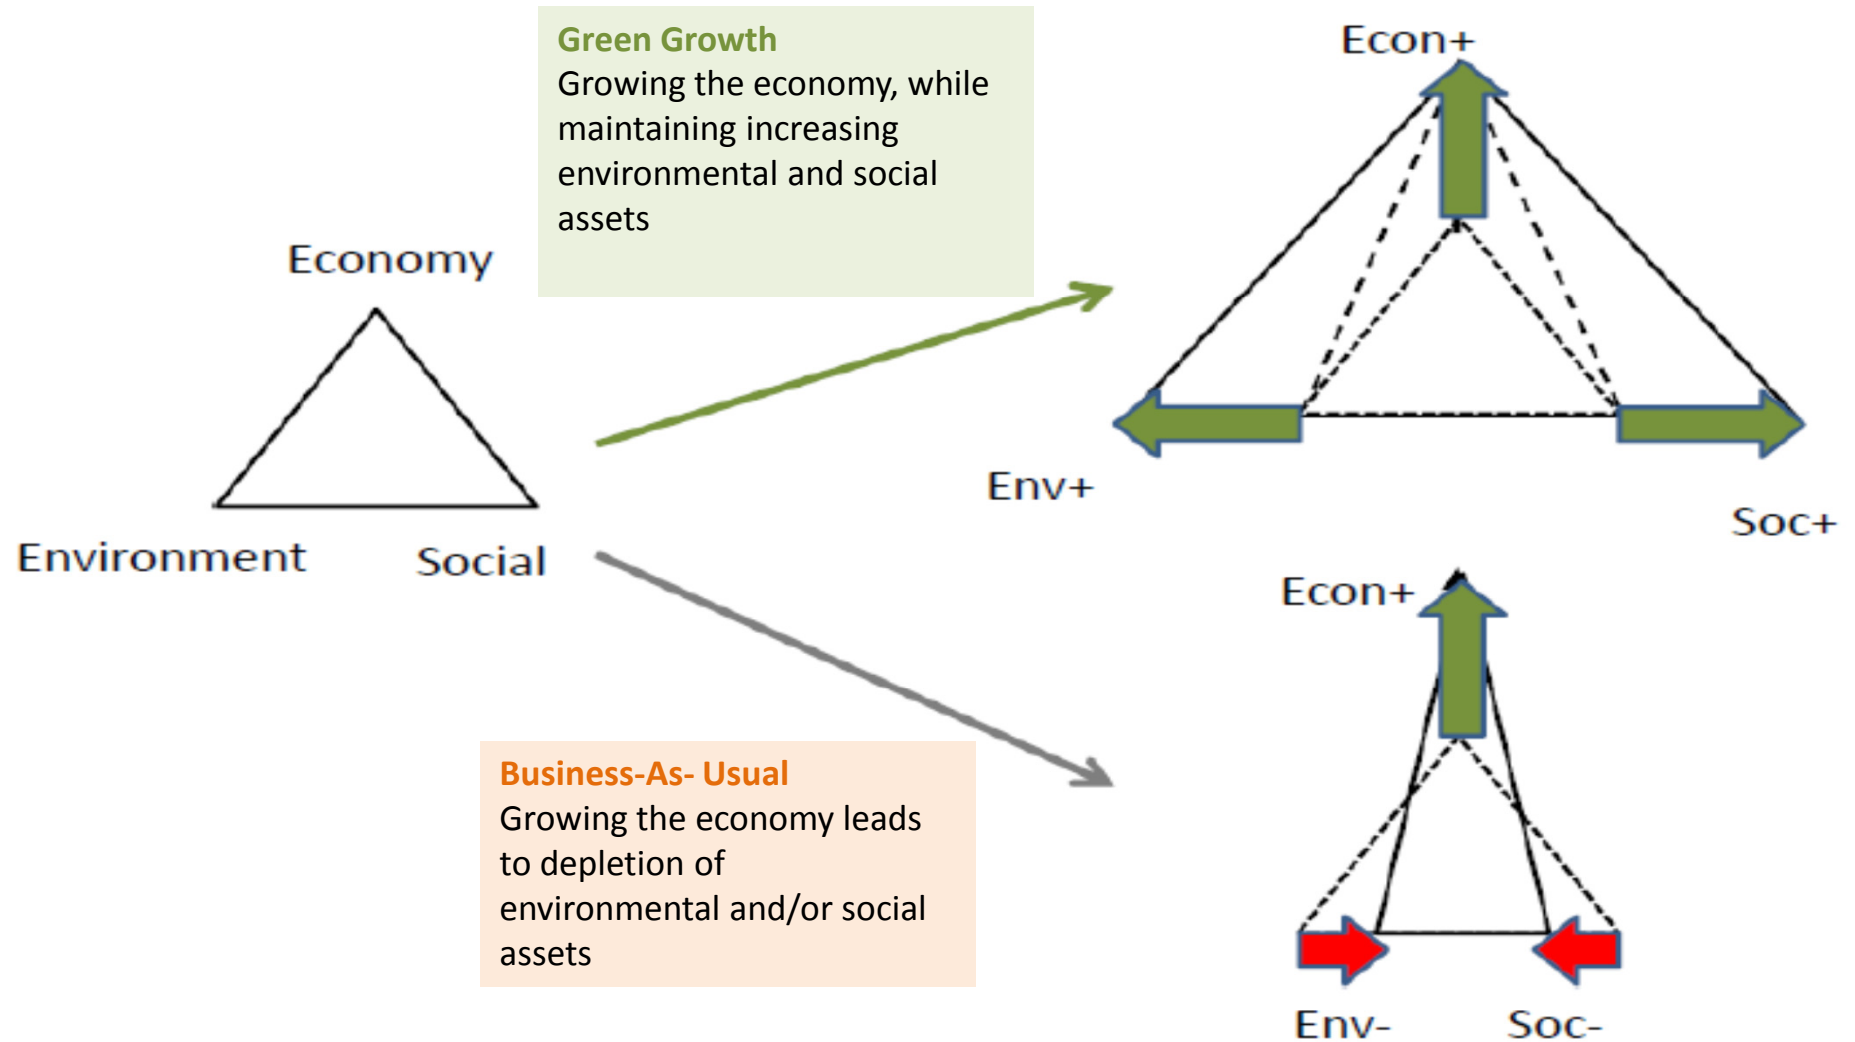 Green Growth
Growing the economy, while
maintaining increasing
environmental and social
assets
Economy
Environment
Social
Econ+
Env+
Soc+
Business-As- Usual
Growing the economy leads
to depletion of
environmental and/or social
assets
Econ+
Env-
Soc-